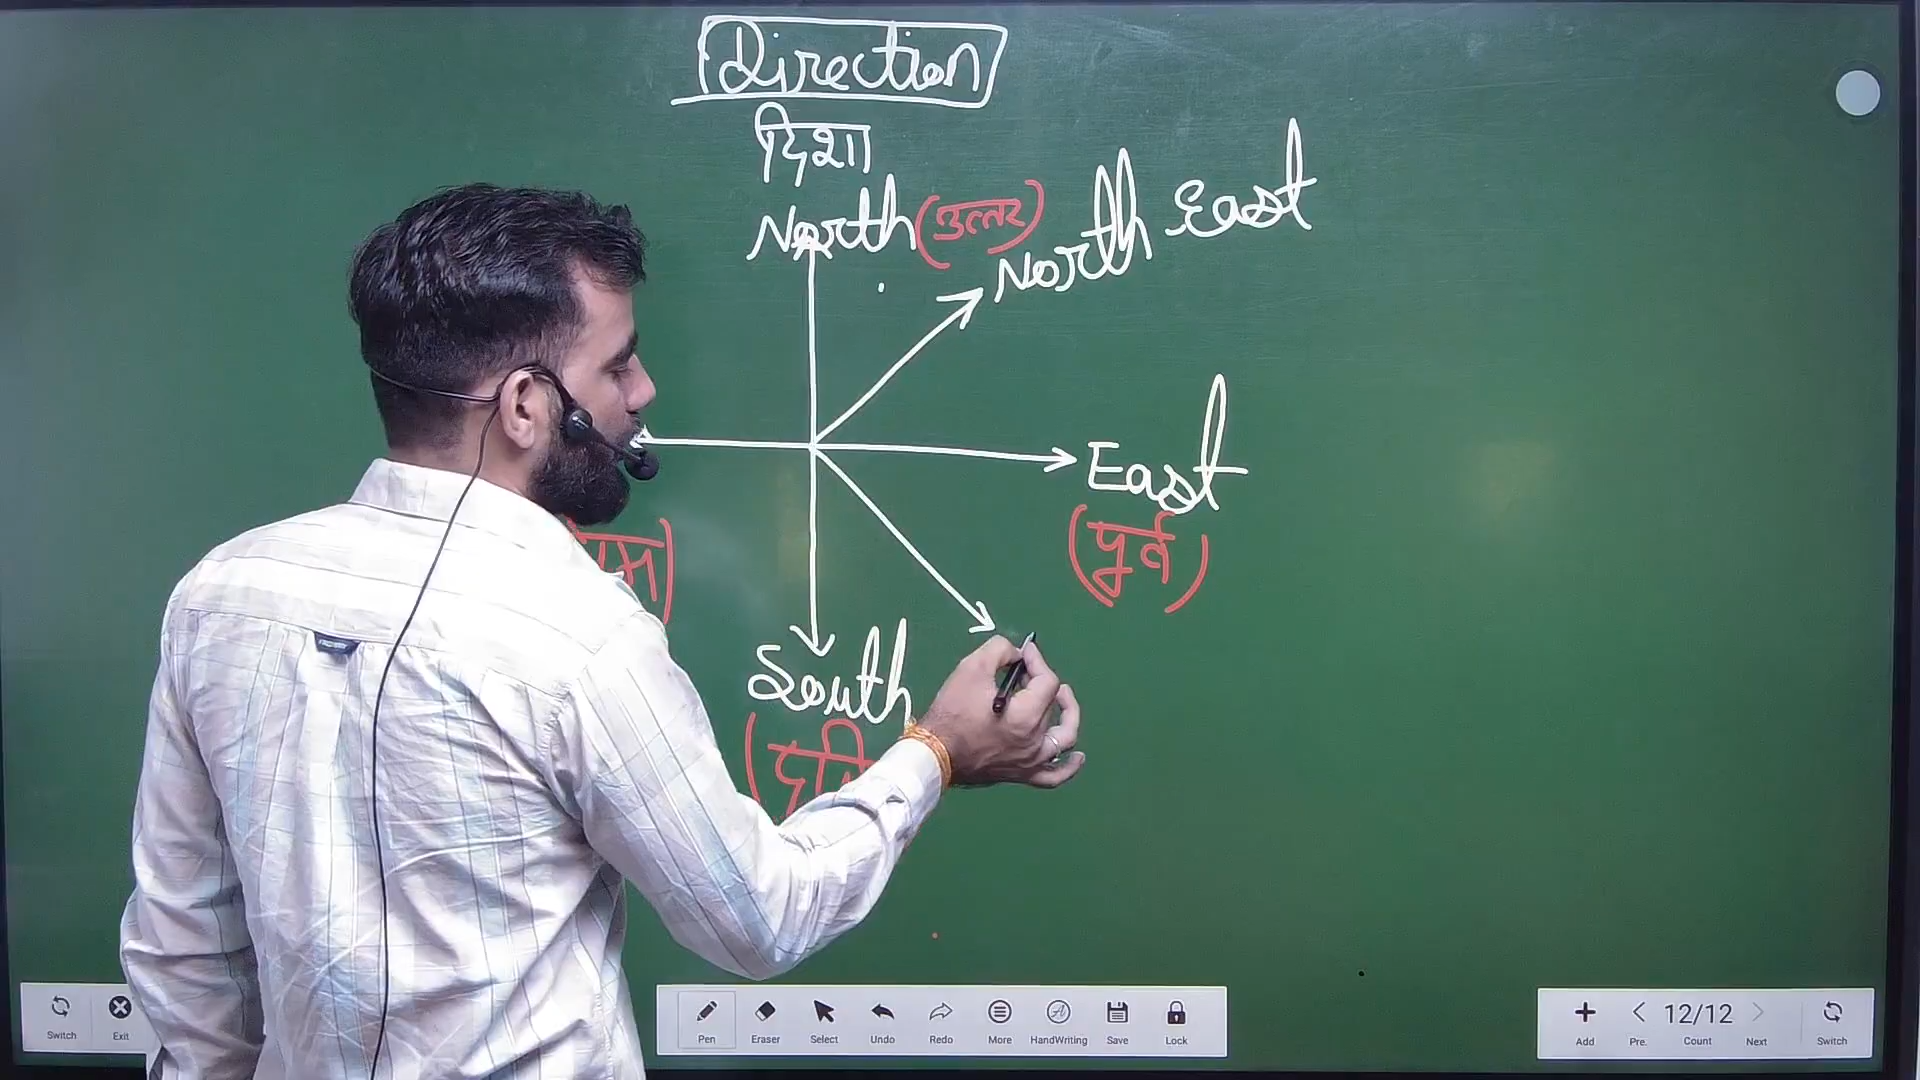 Direction
दिशा
North (उत्तर)
North East
East
(पूर्व)
South
Switch
Exit
Pen
Eraser
Select
Undo
Redo
More
HandWriting
Save
Lock
Add
Pre.
12/12
Count
Next
Switch